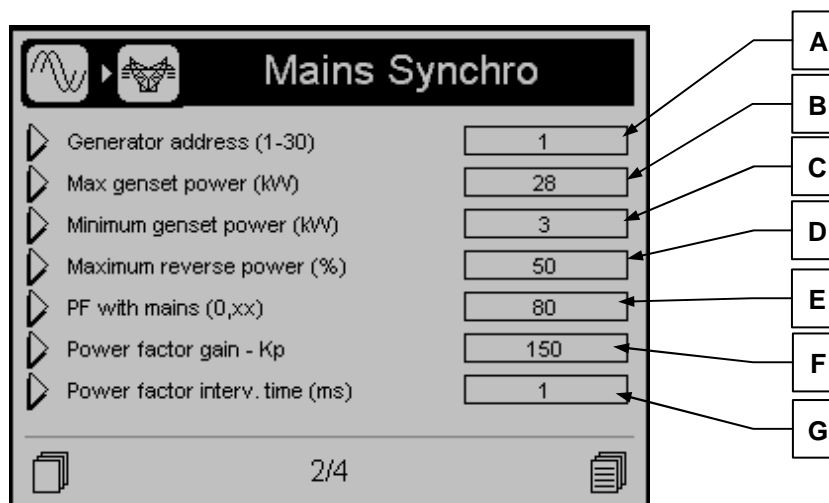 Mains Synchro
Generator address (1-30) 1
Max genset power (kW) 28
Minimum genset power (kW) 3
Maximum reverse power (%) 50
PF with mains (0,xx) 80
Power factor gain - Kp 150
Power factor interv. time (ms) 1
2/4
A
B
C
D
E
F
G